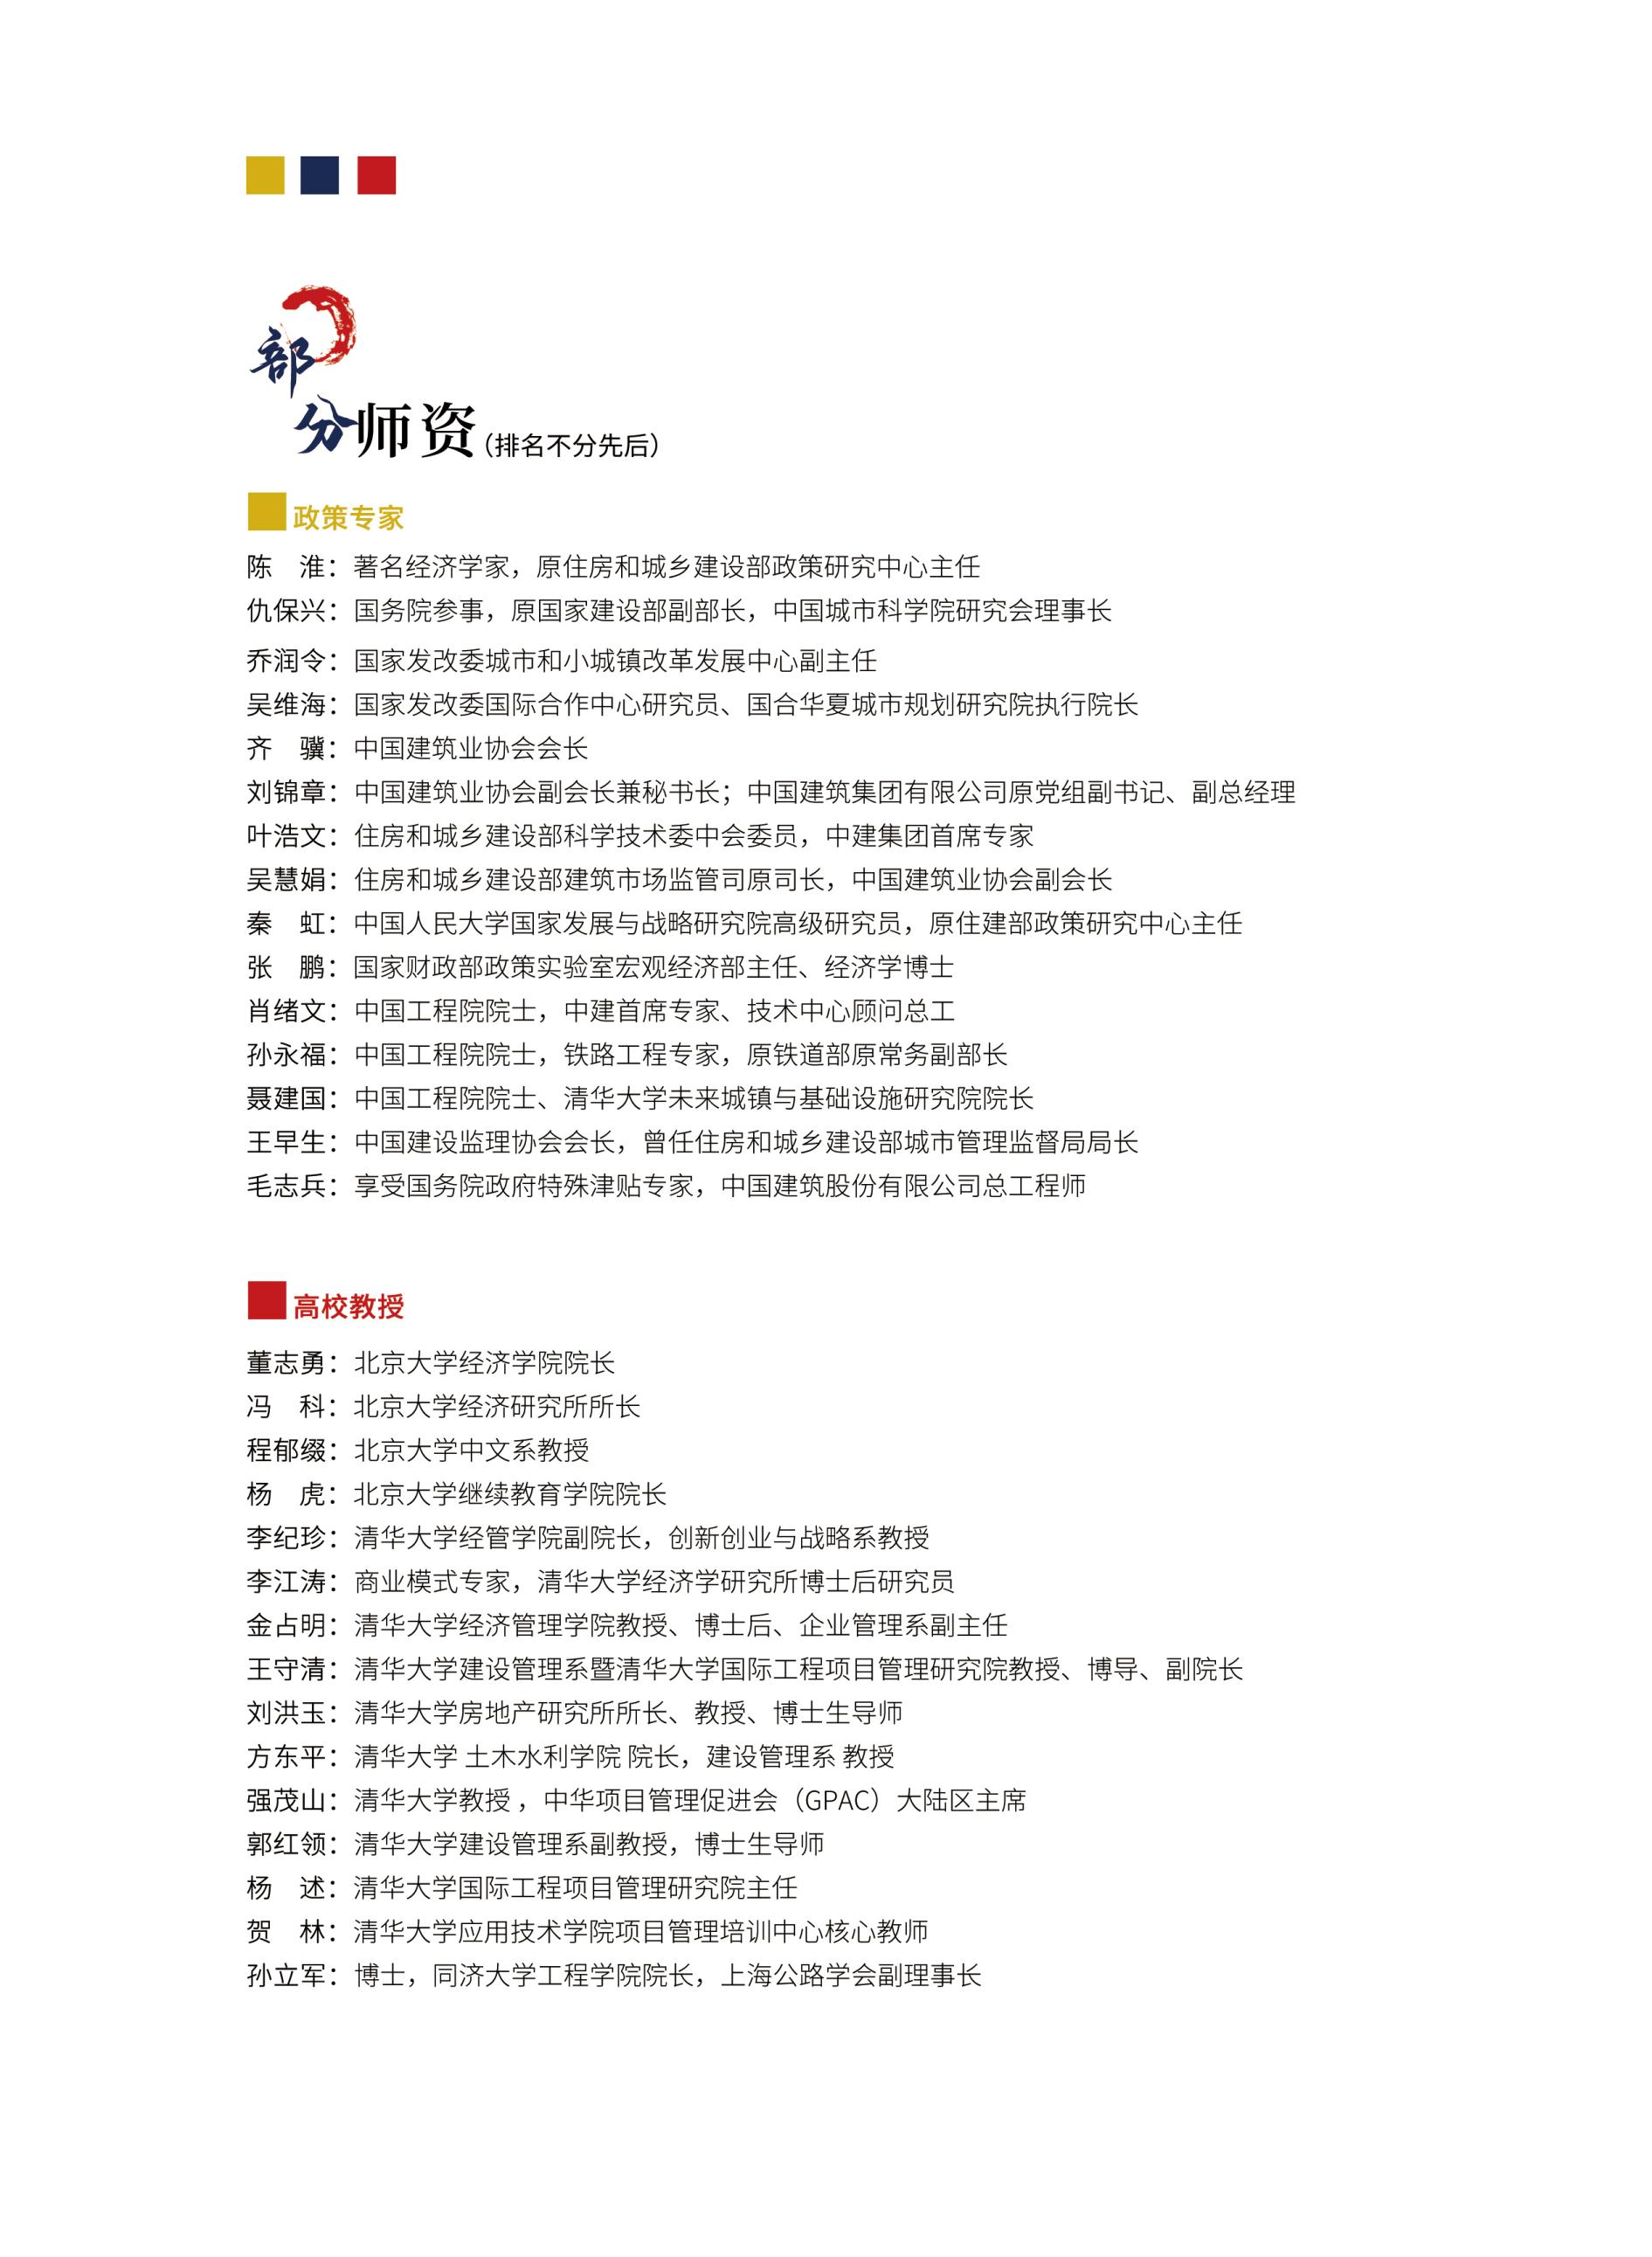 部
分师资(排名不分先后)
政策专家
陈　淮：著名经济学家，原住房和城乡建设部政策研究中心主任
仇保兴：国务院参事，原国家建设部副部长，中国城市科学院研究会理事长
乔润令：国家发改委城市和小城镇改革发展中心副主任
吴维海：国家发改委国际合作中心研究员、国合华夏城市规划研究院执行院长
齐　骥：中国建筑业协会会长
刘锦章：中国建筑业协会副会长兼秘书长；中国建筑集团有限公司原党组副书记、副总经理
叶浩文：住房和城乡建设部科学技术委中会委员，中建集团首席专家
吴慧娟：住房和城乡建设部建筑市场监管司原司长，中国建筑业协会副会长
秦　虹：中国人民大学国家发展与战略研究院高级研究员，原住建部政策研究中心主任
张　鹏：国家财政部政策实验室宏观经济部主任、经济学博士
肖绪文：中国工程院院士，中建首席专家、技术中心顾问总工
孙永福：中国工程院院士，铁路工程专家，原铁道部原常务副部长
聂建国：中国工程院院士、清华大学未来城镇与基础设施研究院院长
王早生：中国建设监理协会会长，曾任住房和城乡建设部城市管理监督局局长
毛志兵：享受国务院政府特殊津贴专家，中国建筑股份有限公司总工程师
高校教授
董志勇：北京大学经济学院院长
冯　科：北京大学经济研究所所长
程郁缀：北京大学中文系教授
杨　虎：北京大学继续教育学院院长
李纪珍：清华大学经管学院副院长，创新创业与战略系教授
李江涛：商业模式专家，清华大学经济学研究所博士后研究员
金占明：清华大学经济管理学院教授、博士后、企业管理系副主任
王守清：清华大学建设管理系暨清华大学国际工程项目管理研究院教授、博导、副院长
刘洪玉：清华大学房地产研究所所长、教授、博士生导师
方东平：清华大学 土木水利学院 院长，建设管理系 教授
强茂山：清华大学教授 ，中华项目管理促进会（GPAC）大陆区主席
郭红领：清华大学建设管理系副教授，博士生导师
杨　述：清华大学国际工程项目管理研究院主任
贺　林：清华大学应用技术学院项目管理培训中心核心教师
孙立军：博士，同济大学工程学院院长，上海公路学会副理事长